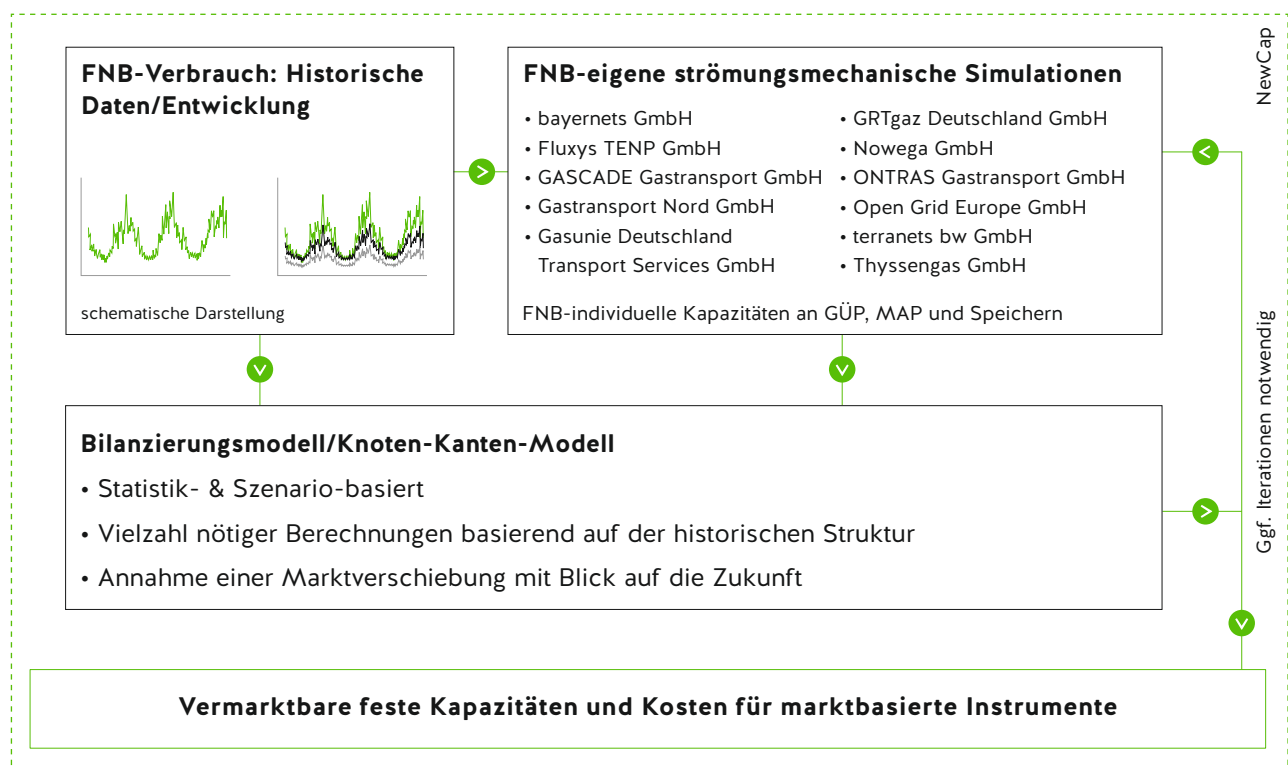 FNB-Verbrauch: Historische
Daten/Entwicklung
schematische Darstellung
FNB-eigene strömungsmechanische Simulationen
• bayernets GmbH
• Fluxys TENP GmbH
• GASCADE Gastransport GmbH
• Gastransport Nord GmbH
• Gasunie Deutschland
Transport Services GmbH
• GRTgaz Deutschland GmbH
• Nowega GmbH
• ONTRAS Gastransport GmbH
• Open Grid Europe GmbH
• terranets bw GmbH
• Thyssengas GmbH
FNB-individuelle Kapazitäten an GÜP, MAP und Speichern
NewCap
Ggf. Iterationen notwendig
Bilanzierungsmodell/Knoten-Kanten-Modell
• Statistik- & Szenario-basiert
• Vielzahl nötiger Berechnungen basierend auf der historischen Struktur
• Annahme einer Marktverschiebung mit Blick auf die Zukunft
Vermarktbare feste Kapazitäten und Kosten für marktbasierte Instrumente